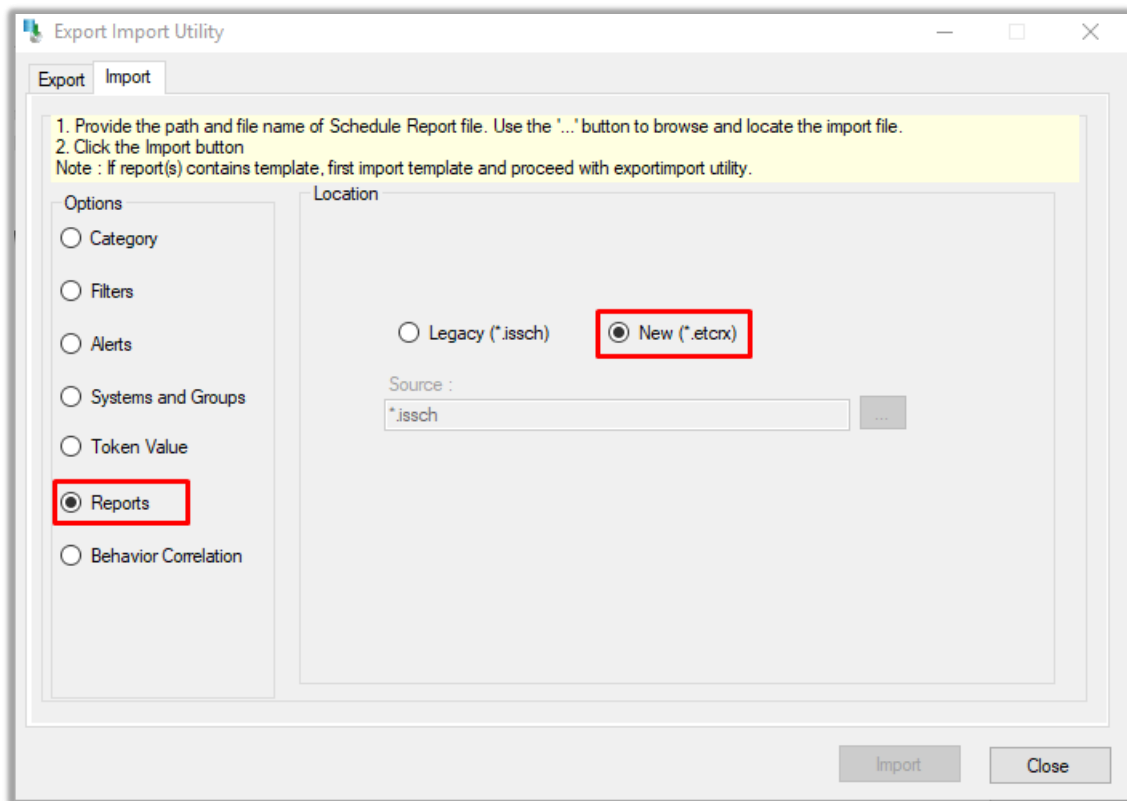 Export Import Utility
Export
Import
1. Provide the path and file name of Schedule Report file. Use the '...' button to browse and locate the import file.
2. Click the Import button
Note : If report(s) contains template, first import template and proceed with exportimport utility.
Options
Category
Filters
Alerts
Systems and Groups
Token Value
Reports
Behavior Correlation
Location
Legacy (*.issch)
New (*.etcrx)
Source :
*.issch
...
Import
Close